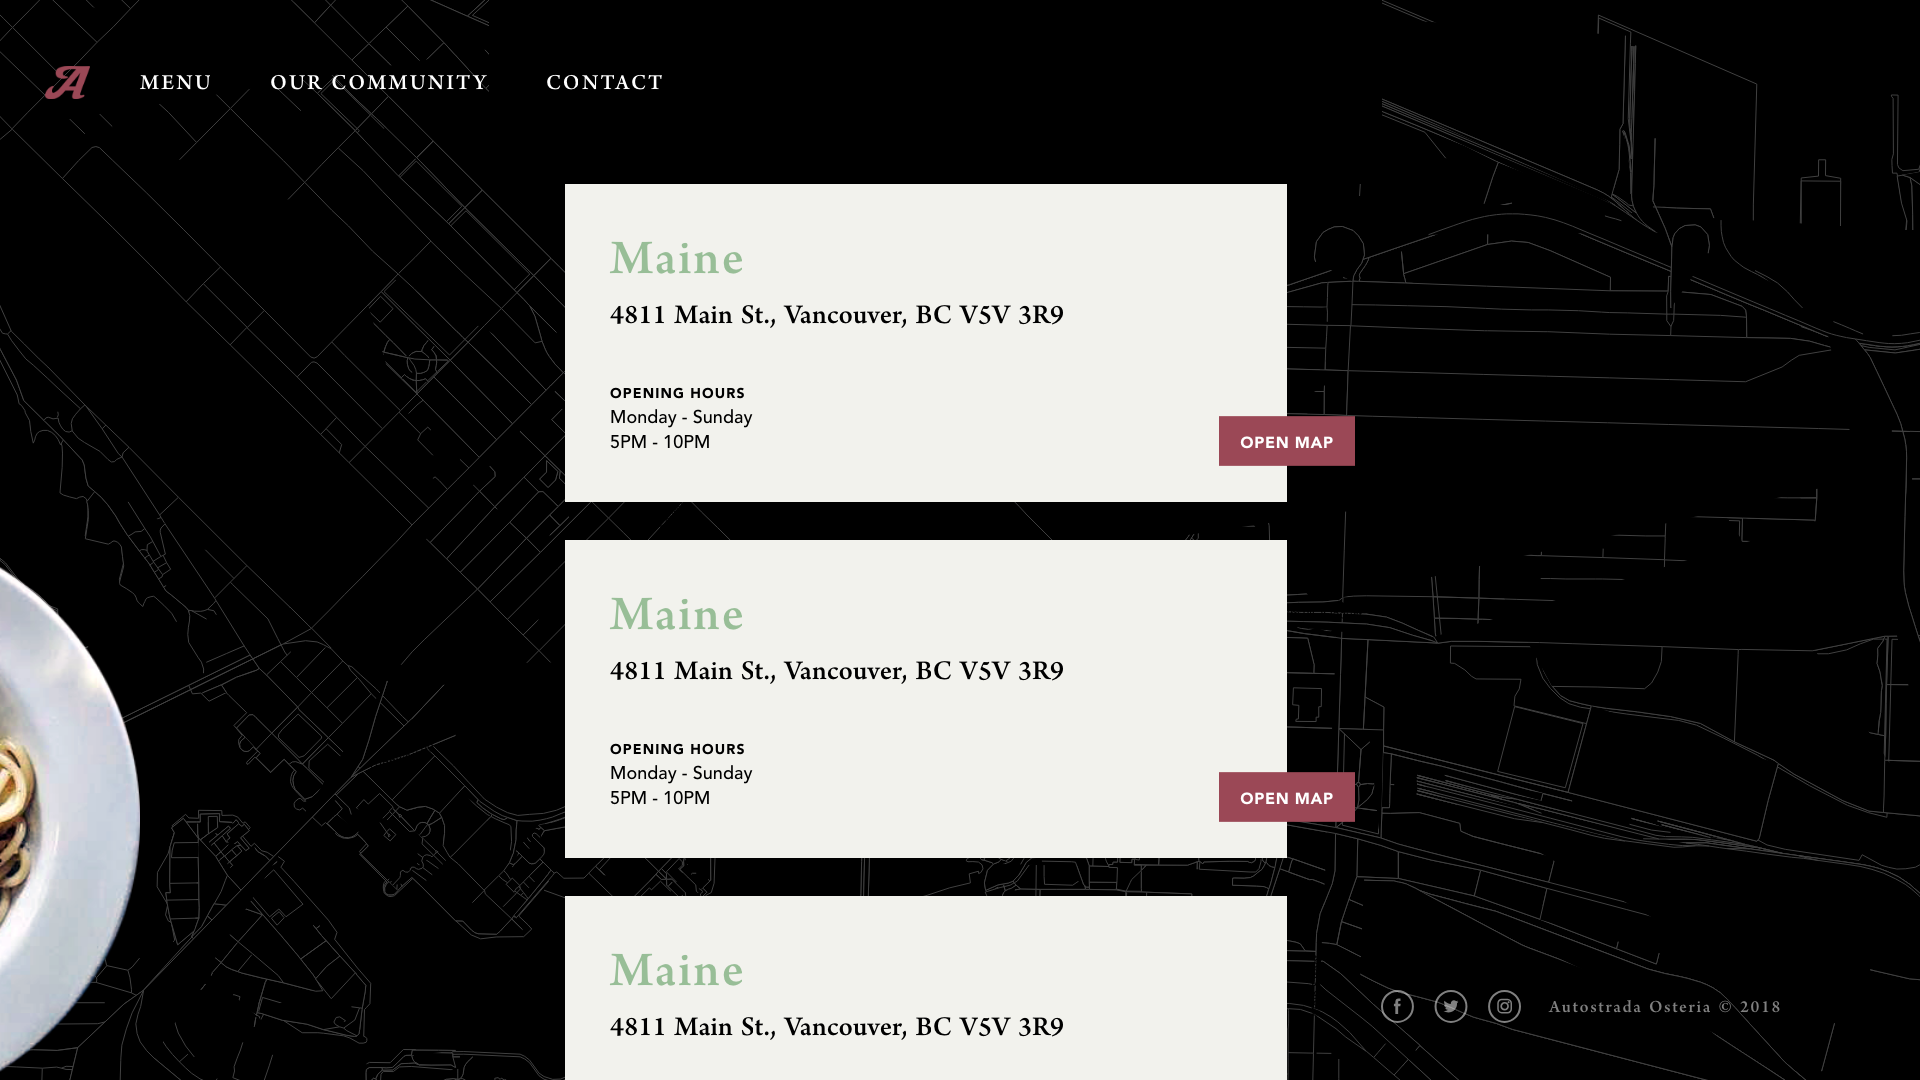 A
MENU
OUR COMMUNITY
CONTACT
Maine
4811 Main St., Vancouver, BC V5V 3R9
OPENING HOURS
Monday - Sunday
5PM - 10PM
OPEN MAP
Maine
4811 Main St., Vancouver, BC V5V 3R9
OPENING HOURS
Monday - Sunday
5PM - 10PM
OPEN MAP
Maine
4811 Main St., Vancouver, BC V5V 3R9
Autostrada Osteria © 2018